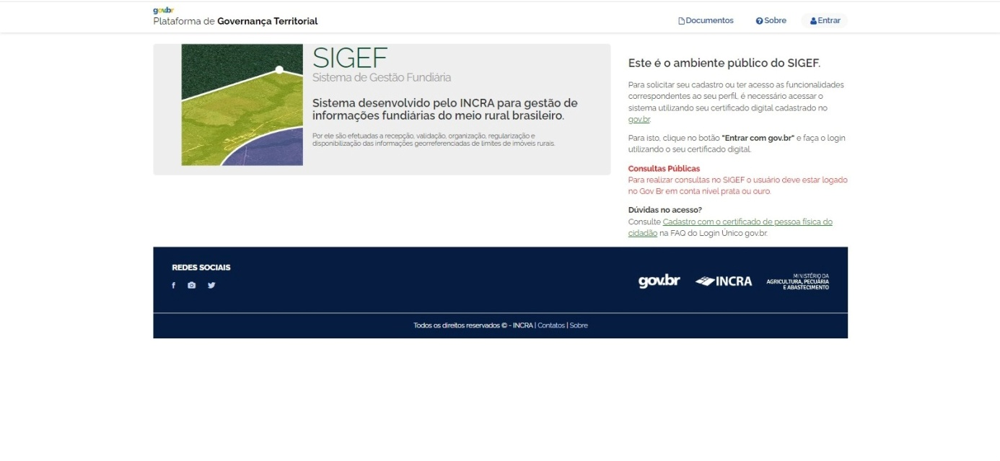 gov.br
Plataforma de Governança Territorial
Documentos
Sobre
Entrar
SIGEF
Sistema de Gestão Fundiária
Sistema desenvolvido pelo INCRA para gestão de
informações fundiárias do meio rural brasileiro.
Por ele são efetuadas a recepção, validação, organização, regularização e
disponibilização das informações georreferenciadas de limites de imóveis rurais.
Este é o ambiente público do SIGEF.
Para solicitar seu cadastro ou ter acesso as funcionalidades
correspondentes ao seu perfil, é necessário acessar o
sistema utilizando seu certificado digital cadastrado no
gov.br.
Para isto, clique no botão "Entrar com gov.br" e faça o login
utilizando o seu certificado digital.
Consultas Públicas
Para realizar consultas no SIGEF o usuário deve estar logado
no Gov Br em conta nível prata ou ouro.
Dúvidas no acesso?
Consulte Cadastro com o certificado de pessoa física do
cidadão na FAQ do Login Único gov.br.
REDES SOCIAIS
gov.br
INCRA
MINISTÉRIO DA
AGRICULTURA, PECUÁRIA
E ABASTECIMENTO
Todos os direitos reservados © - INCRA | Contatos | Sobre